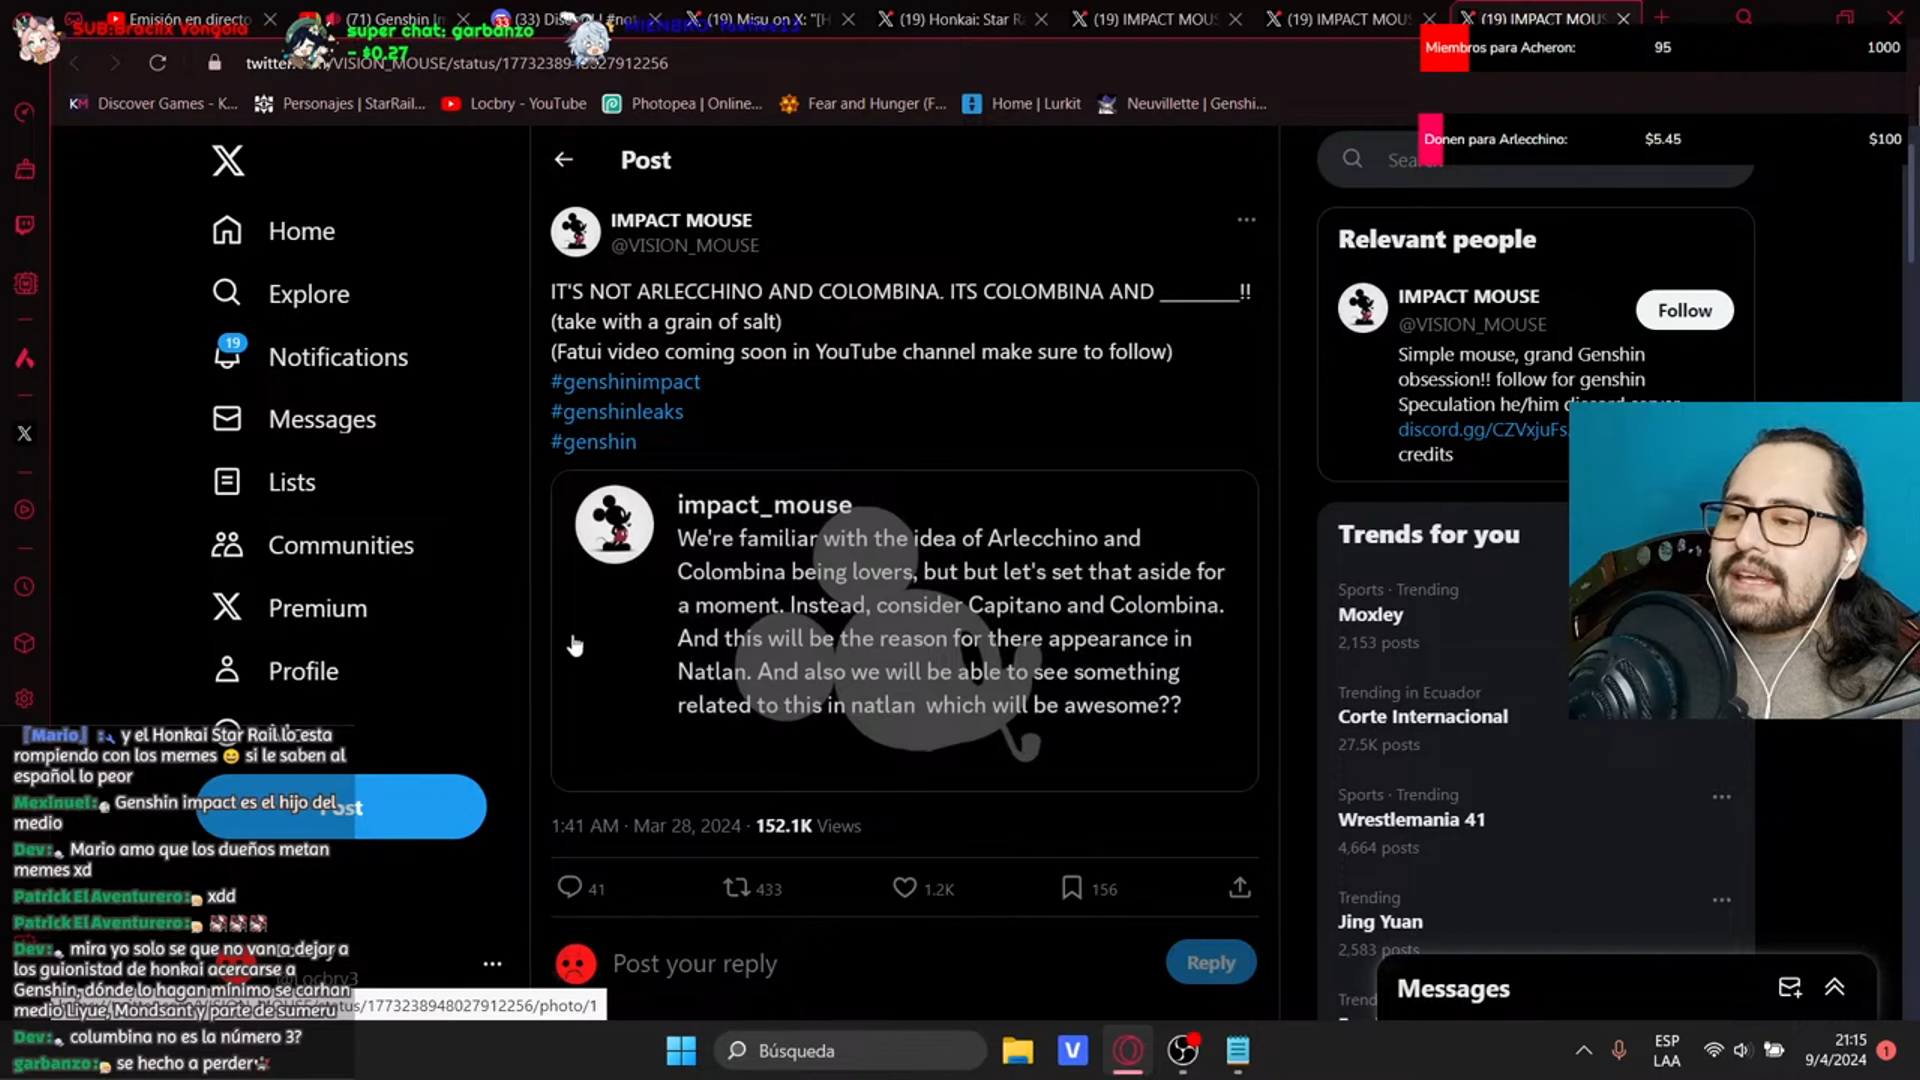 Emisión en directo
(71) Genshin In
(33) Disc
(19) Misu on X: "[H
(19) Honkai: Star R
(19) IMPACT MOUS
(19) IMPACT MOUS
(19) IMPACT MOUS
SUB:Braciix Vongola
super chat: garbanzo
- $0.27
Miembros para Acheron:
95
1000
KM Discover Games - K...
Personajes | StarRail...
Locbry - YouTube
Photopea | Online...
Fear and Hunger (F...
Home | Lurkit
Neuvillette | Genshi...
Donen para Arlecchino:
$5.45
$100
Home
Explore
19
Notifications
Messages
Lists
Communities
Premium
Profile
Post
IMPACT MOUSE
@VISION_MOUSE
IT'S NOT ARLECCHINO AND COLOMBINA. ITS COLOMBINA AND ________!!
(take with a grain of salt)
(Fatui video coming soon in YouTube channel make sure to follow)
#genshinimpact
#genshinleaks
#genshin
impact_mouse
We're familiar with the idea of Arlecchino and
Colombina being lovers, but but let's set that aside for
a moment. Instead, consider Capitano and Colombina.
And this will be the reason for there appearance in
Natlan. And also we will be able to see something
related to this in natlan which will be awesome??
1:41 AM · Mar 28, 2024 · 152.1K Views
41
433
1.2K
156
Post your reply
Reply
Relevant people
IMPACT MOUSE
@VISION_MOUSE
Follow
Simple mouse, grand Genshin
obsession!! follow for genshin
Speculation he/him
discord.gg/CZVxjuFs
credits
Trends for you
Sports · Trending
Moxley
2,153 posts
Trending in Ecuador
Corte Internacional
27.5K posts
Sports · Trending
Wrestlemania 41
4,664 posts
Trending
Jing Yuan
2,583 posts
Messages
[Mario] : y el Honkai Star Rail lo esta
rompiendo con los memes 😄 si le saben al
español lo peor
Mexinuel: Genshin impact es el hijo del
medio
Dev: Mario amo que los dueños metan
memes xd
Patrick El Aventurero: xdd
Patrick El Aventurero:
Dev: mira yo solo se que no van a dejar a
los guionistad de honkai acercarse a
Genshin, dónde lo hagan mínimo se carhan
medio Liyue, Mondsant y parte de sumeru
Dev: columbina no es la número 3?
garbanzo: se hecho a perder
status/1773238948027912256/photo/1
Búsqueda
ESP
LAA
21:15
9/4/2024
1